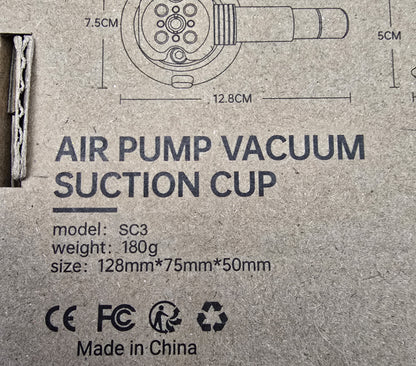 7.5CM
5CM
12.8CM
AIR PUMP VACUUM
SUCTION CUP
model: SC3
weight: 180g
size: 128mm*75mm*50mm
CE FC
Made in China